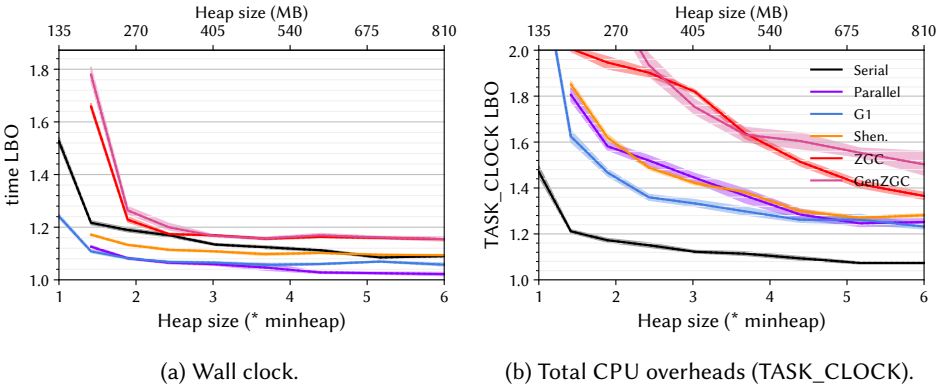 Heap size (MB)
135 270 405 540 675 810
time LBO
1.8
1.6
1.4
1.2
1.0
1 2 3 4 5 6
Heap size (* minheap)
(a) Wall clock.
Heap size (MB)
135 270 405 540 675 810
TASK_CLOCK LBO
2.0
1.8
1.6
1.4
1.2
1.0
Serial
Parallel
G1
Shen.
ZGC
GenZGC
1 2 3 4 5 6
Heap size (* minheap)
(b) Total CPU overheads (TASK_CLOCK).